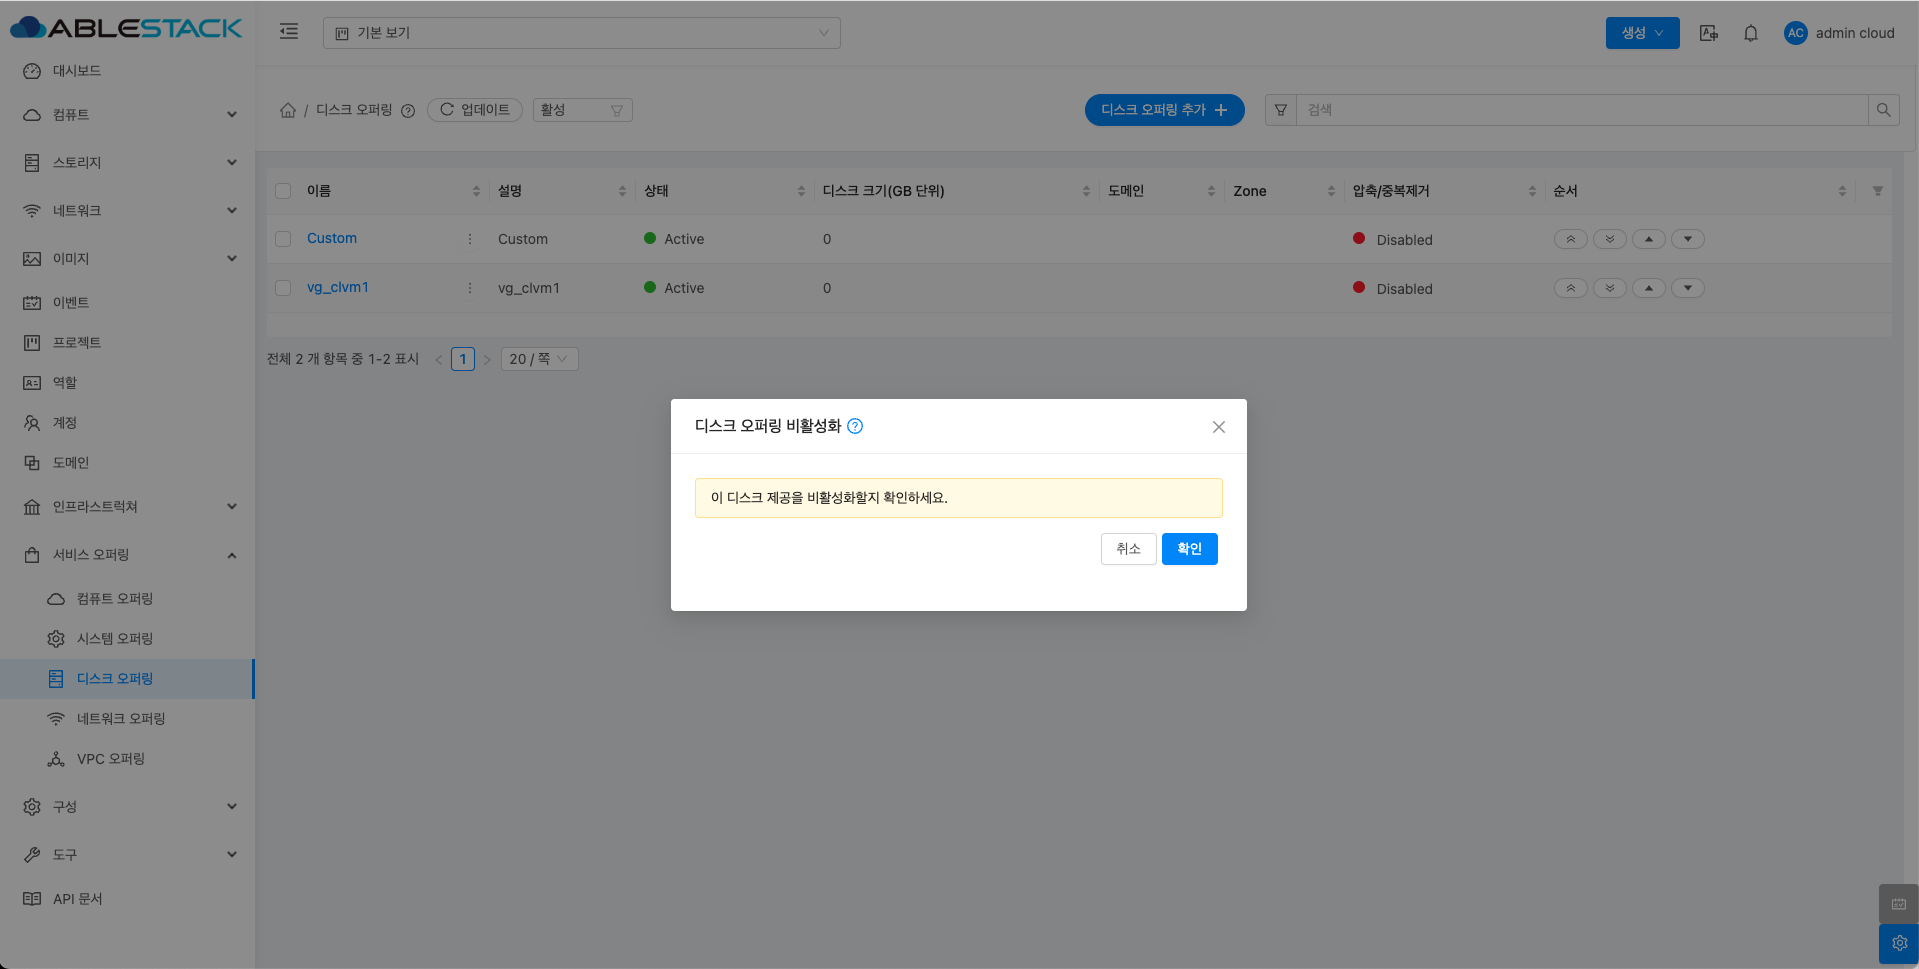 ABLESTACK
기본 보기
생성
AC
admin cloud
대시보드
컴퓨트
스토리지
네트워크
이미지
이벤트
프로젝트
역할
계정
도메인
인프라스트럭쳐
서비스 오퍼링
컴퓨트 오퍼링
시스템 오퍼링
디스크 오퍼링
네트워크 오퍼링
VPC 오퍼링
구성
도구
API 문서
/ 디스크 오퍼링
업데이트
활성
디스크 오퍼링 추가
검색
이름 설명 상태 디스크 크기(GB 단위) 도메인 Zone 압축/중복제거 순서
Custom Custom Active 0 Disabled
vg_clvm1 vg_clvm1 Active 0 Disabled
전체 2 개 항목 중 1-2 표시 < 1 > 20 / 쪽
디스크 오퍼링 비활성화
이 디스크 제공을 비활성화할지 확인하세요.
취소 확인